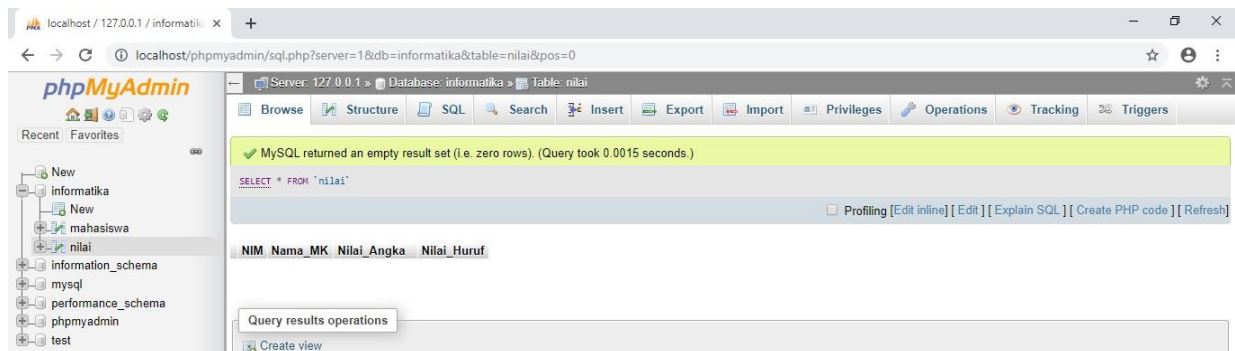 localhost / 127.0.0.1 / informatik
localhost/phpmyadmin/sql.php?server=1&db=informatika&table=nilai&pos=0
phpMyAdmin
Recent Favorites
New
informatika
New
mahasiswa
nilai
information_schema
mysql
performance_schema
phpmyadmin
test
Server: 127.0.0.1 » Database: informatika » Table: nilai
Browse Structure SQL Search Insert Export Import Privileges Operations Tracking Triggers
MySQL returned an empty result set (i.e. zero rows). (Query took 0.0015 seconds.)
SELECT * FROM `nilai`
Profiling [Edit inline] [ Edit ] [ Explain SQL ] [ Create PHP code ] [ Refresh]
NIM Nama_MK Nilai_Angka Nilai_Huruf
Query results operations
Create view